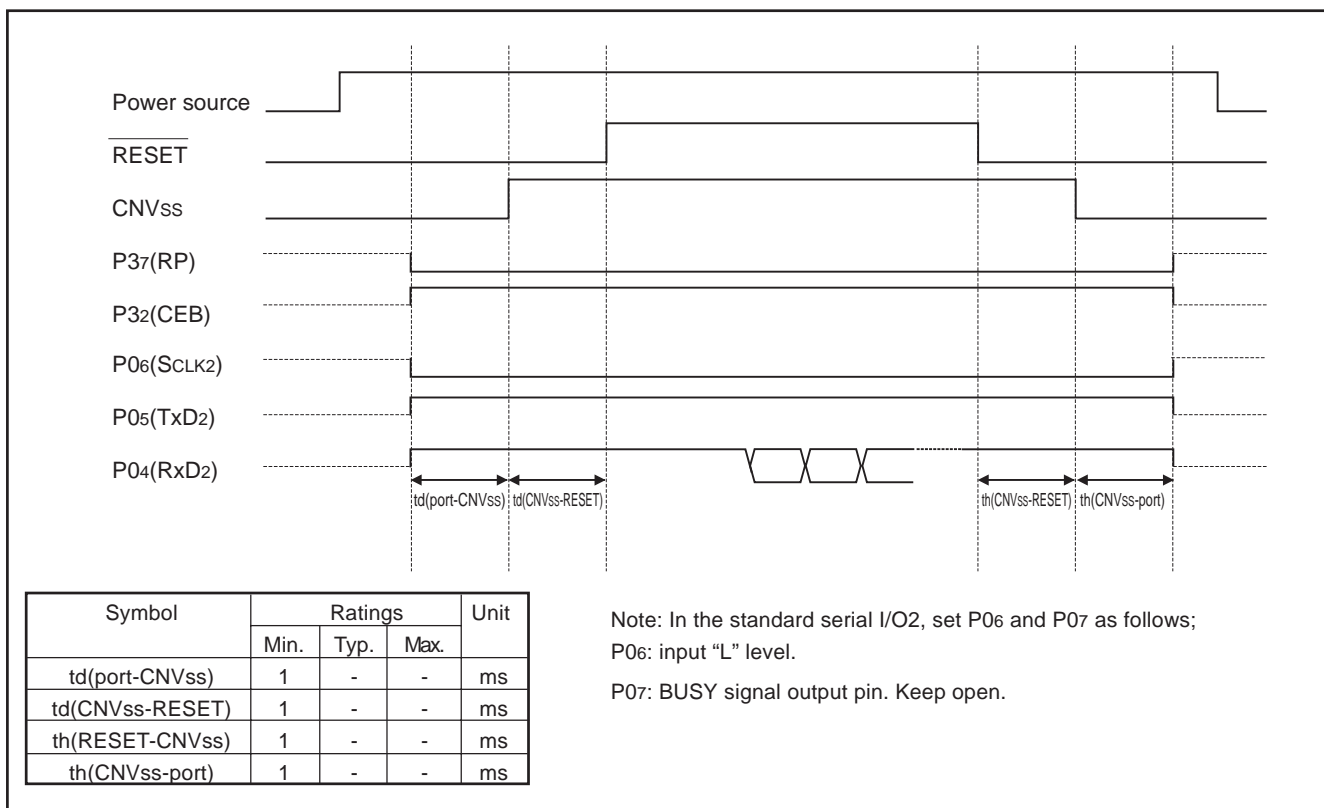 Power source
RESET
CNVss
P37(RP)
P32(CEB)
P06(SCLK2)
P05(TxD2)
P04(RxD2)
td(port-CNVss) td(CNVss-RESET) th(CNVss-RESET) th(CNVss-port)
Symbol Ratings Unit
Min. Typ. Max.
td(port-CNVss) 1 - - ms
td(CNVss-RESET) 1 - - ms
th(RESET-CNVss) 1 - - ms
th(CNVss-port) 1 - - ms
Note: In the standard serial I/O2, set P06 and P07 as follows;
P06: input “L” level.
P07: BUSY signal output pin. Keep open.